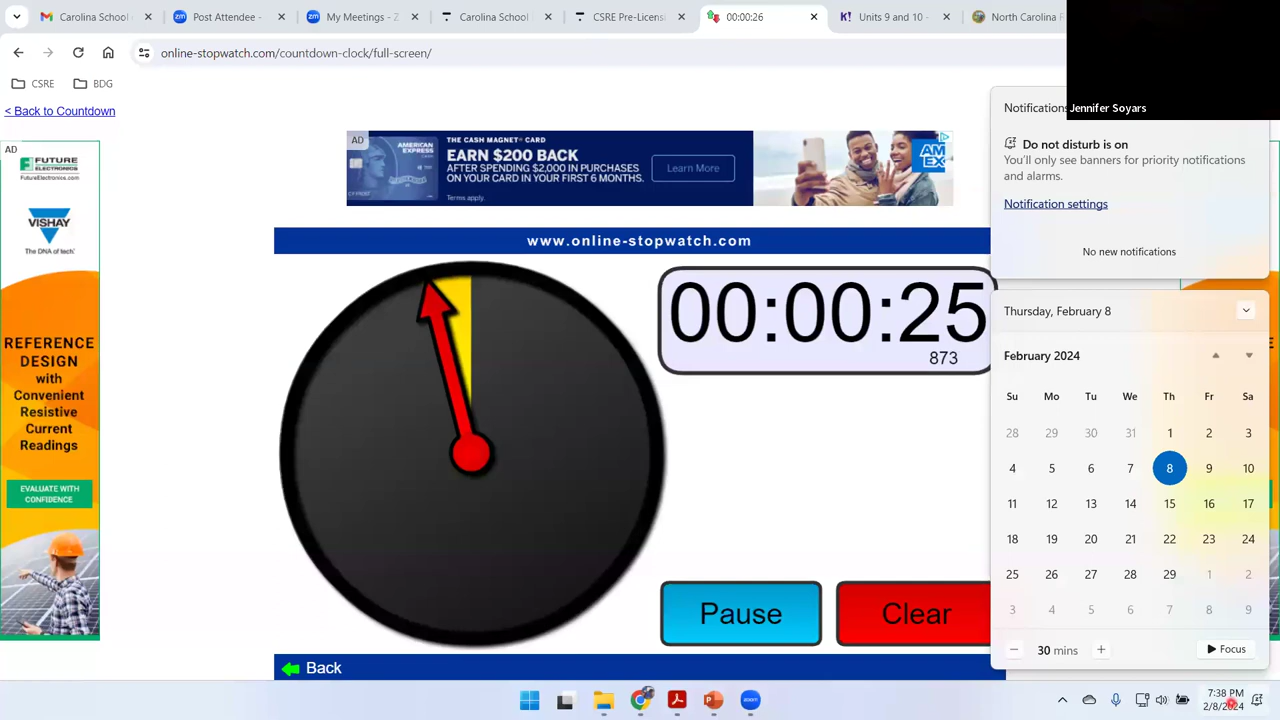 Carolina School
Post Attendee -
My Meetings - Z
Carolina School
CSRE Pre-Licens
00:00:26
Units 9 and 10 -
North Carolina
online-stopwatch.com/countdown-clock/full-screen/
CSRE
BDG
< Back to Countdown
AD
FUTURE
ELECTRONICS
FutureElectronics.com
VISHAY
The DNA of tech
REFERENCE
DESIGN
with
Convenient
Resistive
Current
Readings
EVALUATE WITH
CONFIDENCE
AD
AMERICAN
EXPRESS
THE CASH MAGNET® CARD
EARN $200 BACK
AFTER SPENDING $2,000 IN PURCHASES
ON YOUR CARD IN YOUR FIRST 6 MONTHS.
Terms apply.
Learn More
AM
EX
www.online-stopwatch.com
00:00:25
873
Pause
Clear
Back
Jennifer Soyars
Notifications
Do not disturb is on
You'll only see banners for priority notifications
and alarms.
Notification settings
No new notifications
Thursday, February 8
February 2024
Su Mo Tu We Th Fr Sa
28 29 30 31 1 2 3
4 5 6 7 8 9 10
11 12 13 14 15 16 17
18 19 20 21 22 23 24
25 26 27 28 29 1 2
3 4 5 6 7 8 9
30 mins
Focus
zoom
7:38 PM
2/8/2024